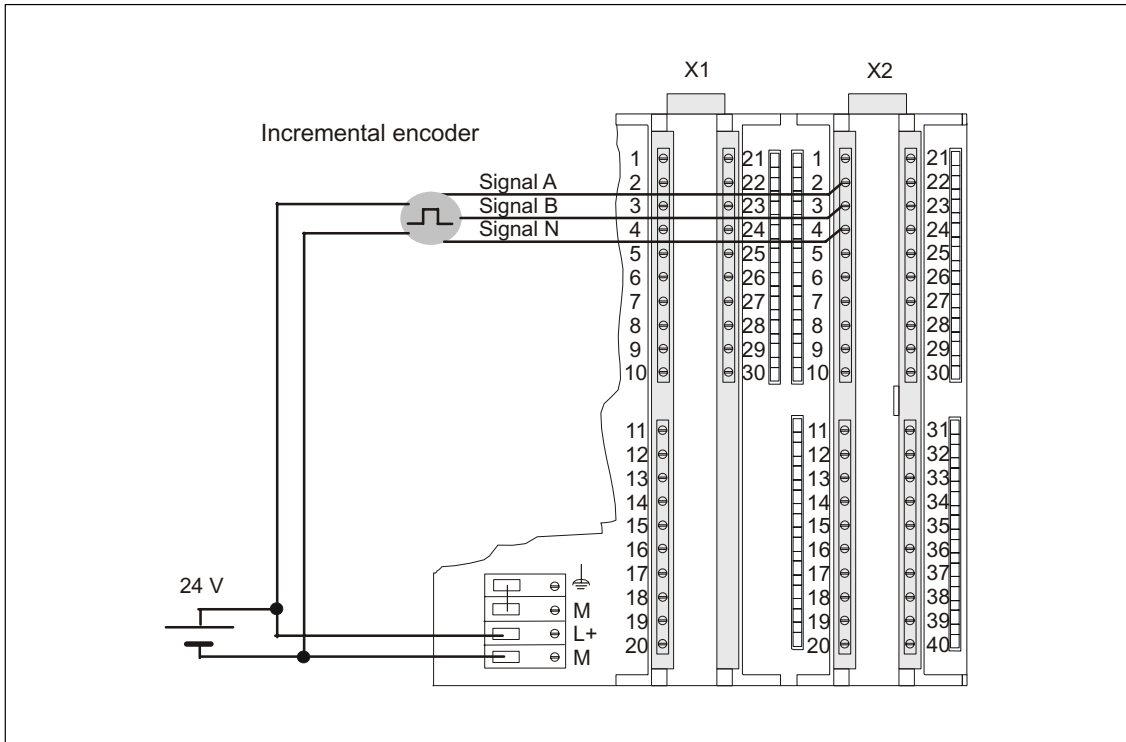 X1 X2
Incremental encoder
1 21 1 21
Signal A 2 22 2 22
Signal B 3 23 3 23
Signal N 4 24 4 24
5 25 5 25
6 26 6 26
7 27 7 27
8 28 8 28
9 29 9 29
10 30 10 30
11 11 31
12 12 32
13 13 33
14 14 34
15 15 35
16 16 36
24 V 17 17 37
M 18 18 38
L+ 19 19 39
M 20 20 40